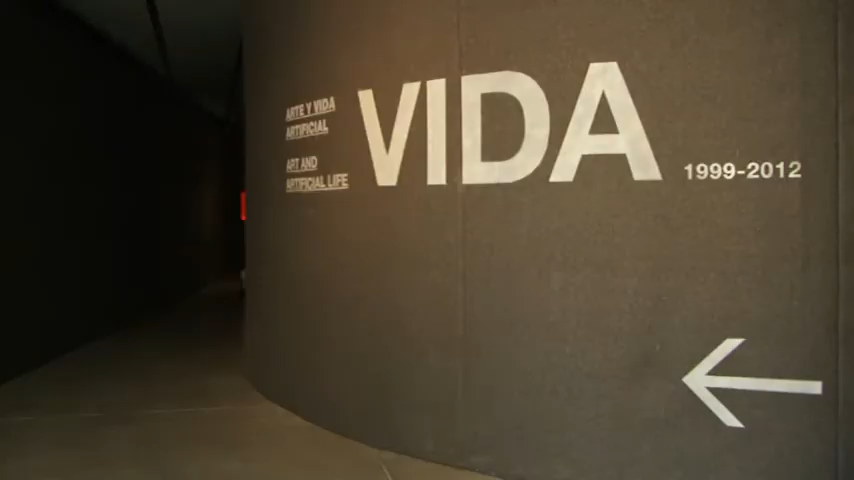 ARTE Y VIDA
ARTIFICIAL
ART AND
ARTIFICIAL LIFE
VIDA
1999-2012